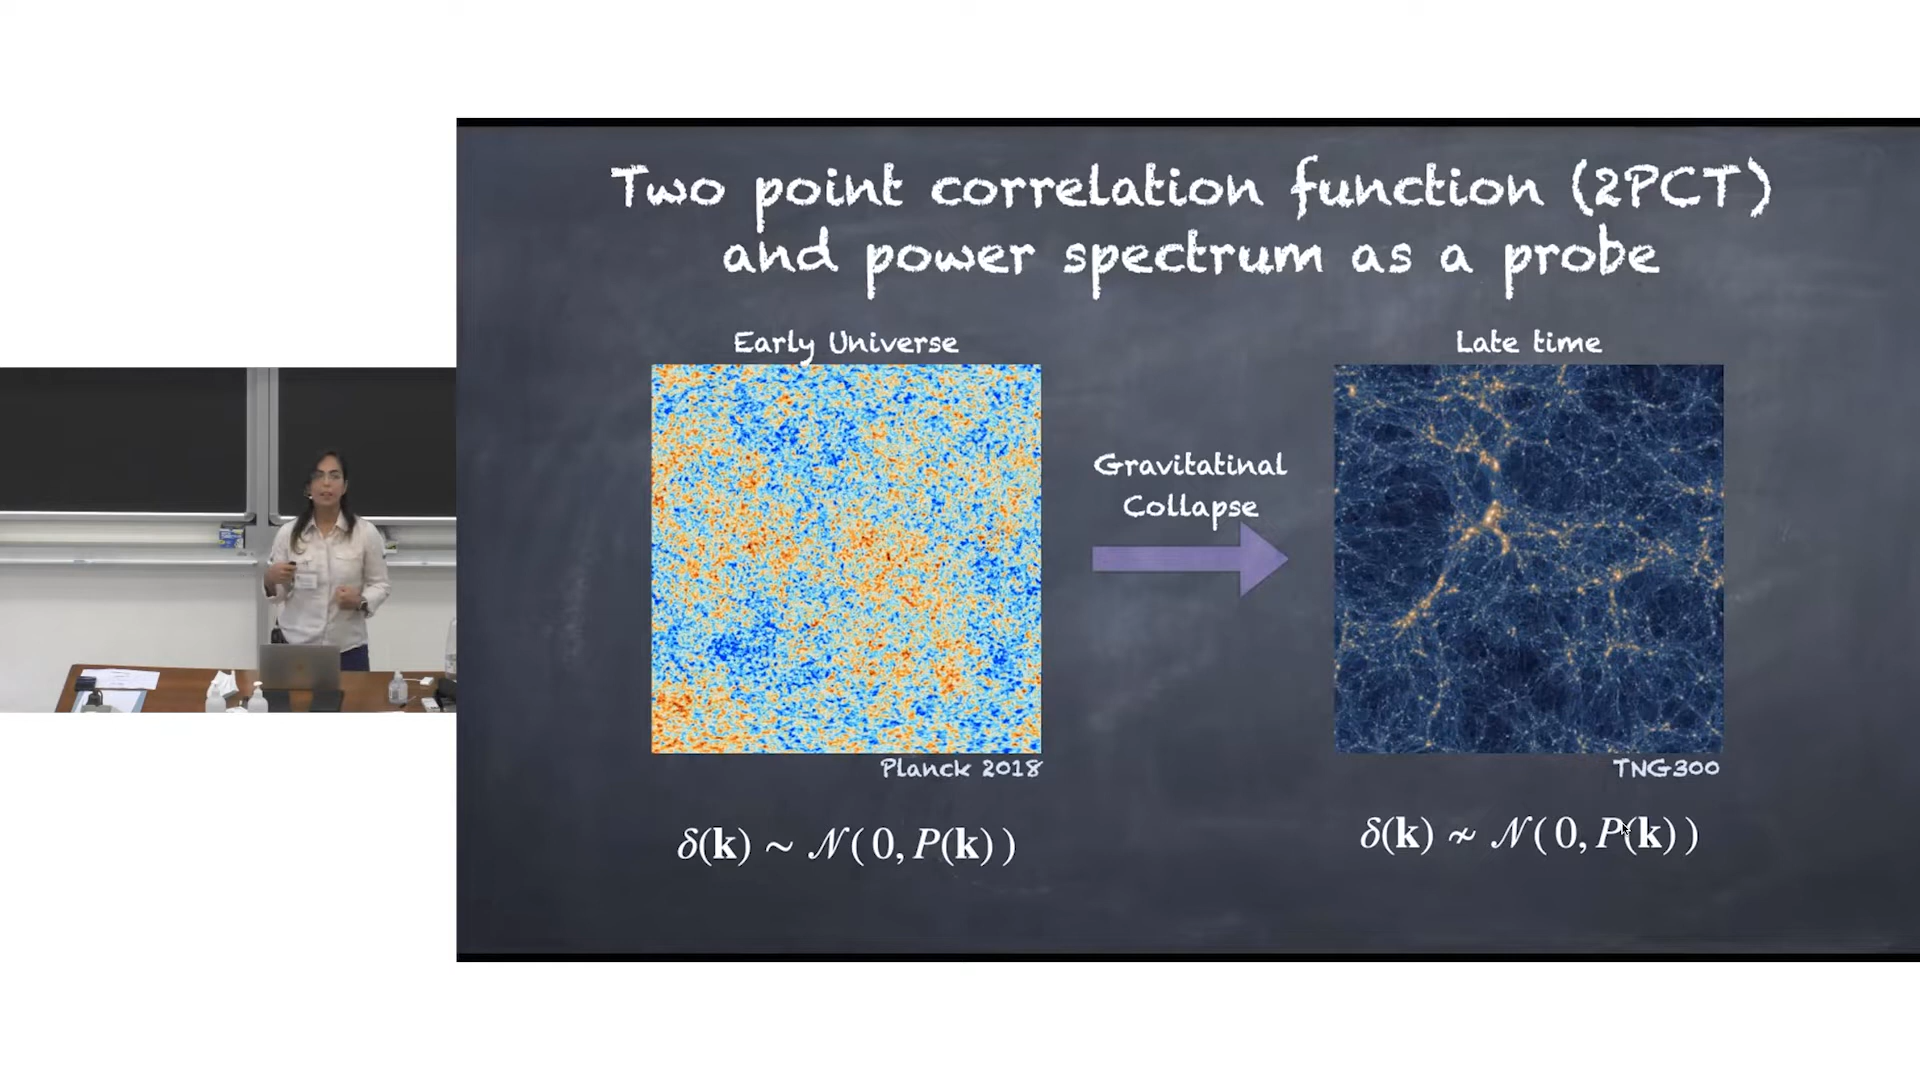 Two point correlation function (2PCT)
and power spectrum as a probe
Early Universe
Late time
Gravitatinal
Collapse
Planck 2018
TNG300
δ(k) ~ 𝒩( 0, P(k) )
δ(k) ≁ 𝒩( 0, P(k) )